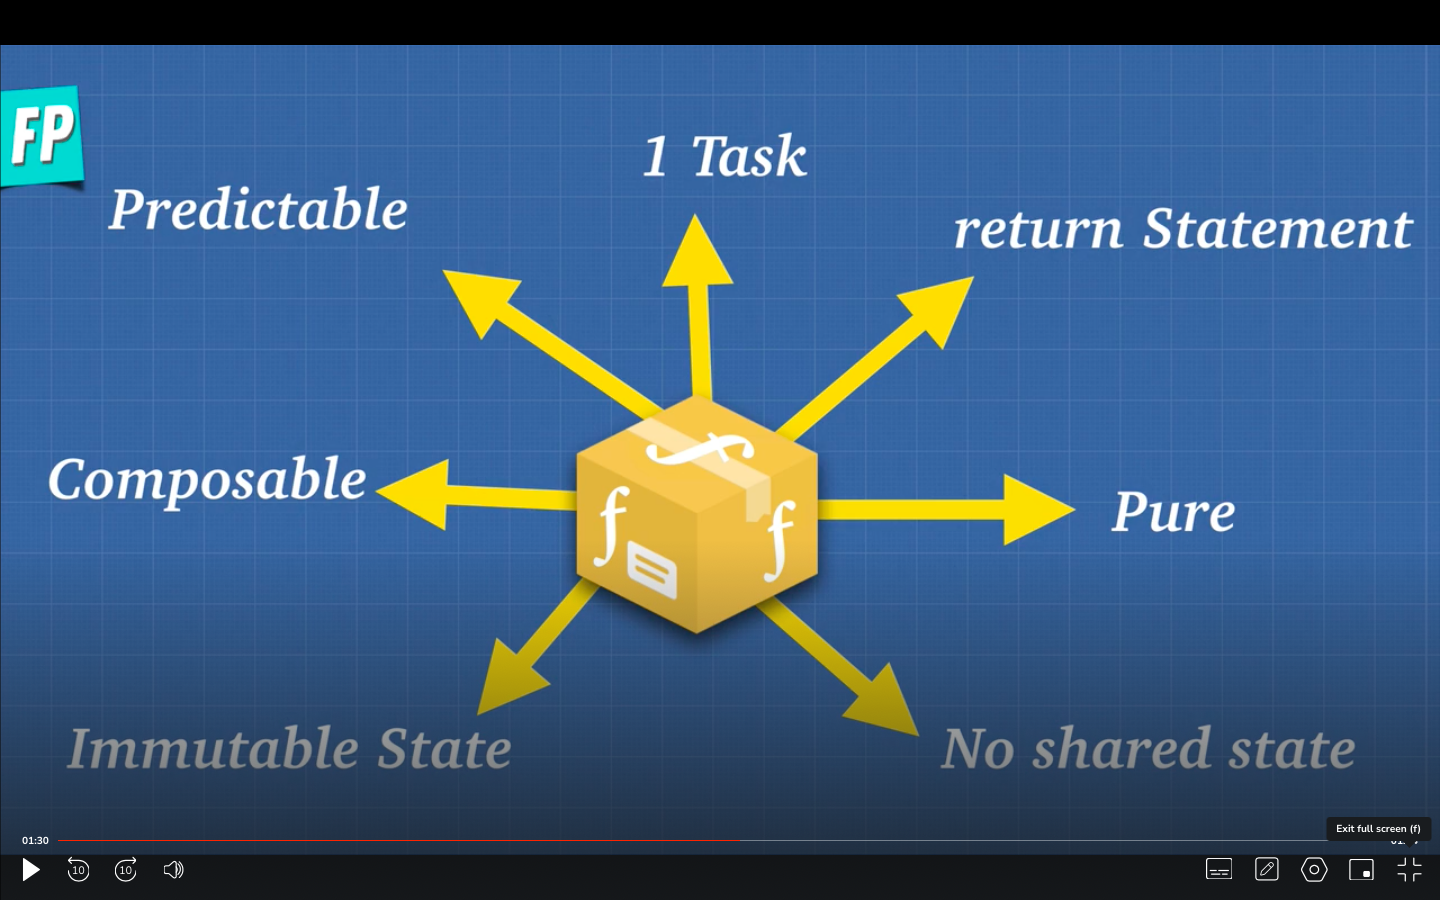 FP
1 Task
Predictable
return Statement
Composable
Pure
f
f
f
Immutable State
No shared state
Exit full screen (f)
01:30
10
10